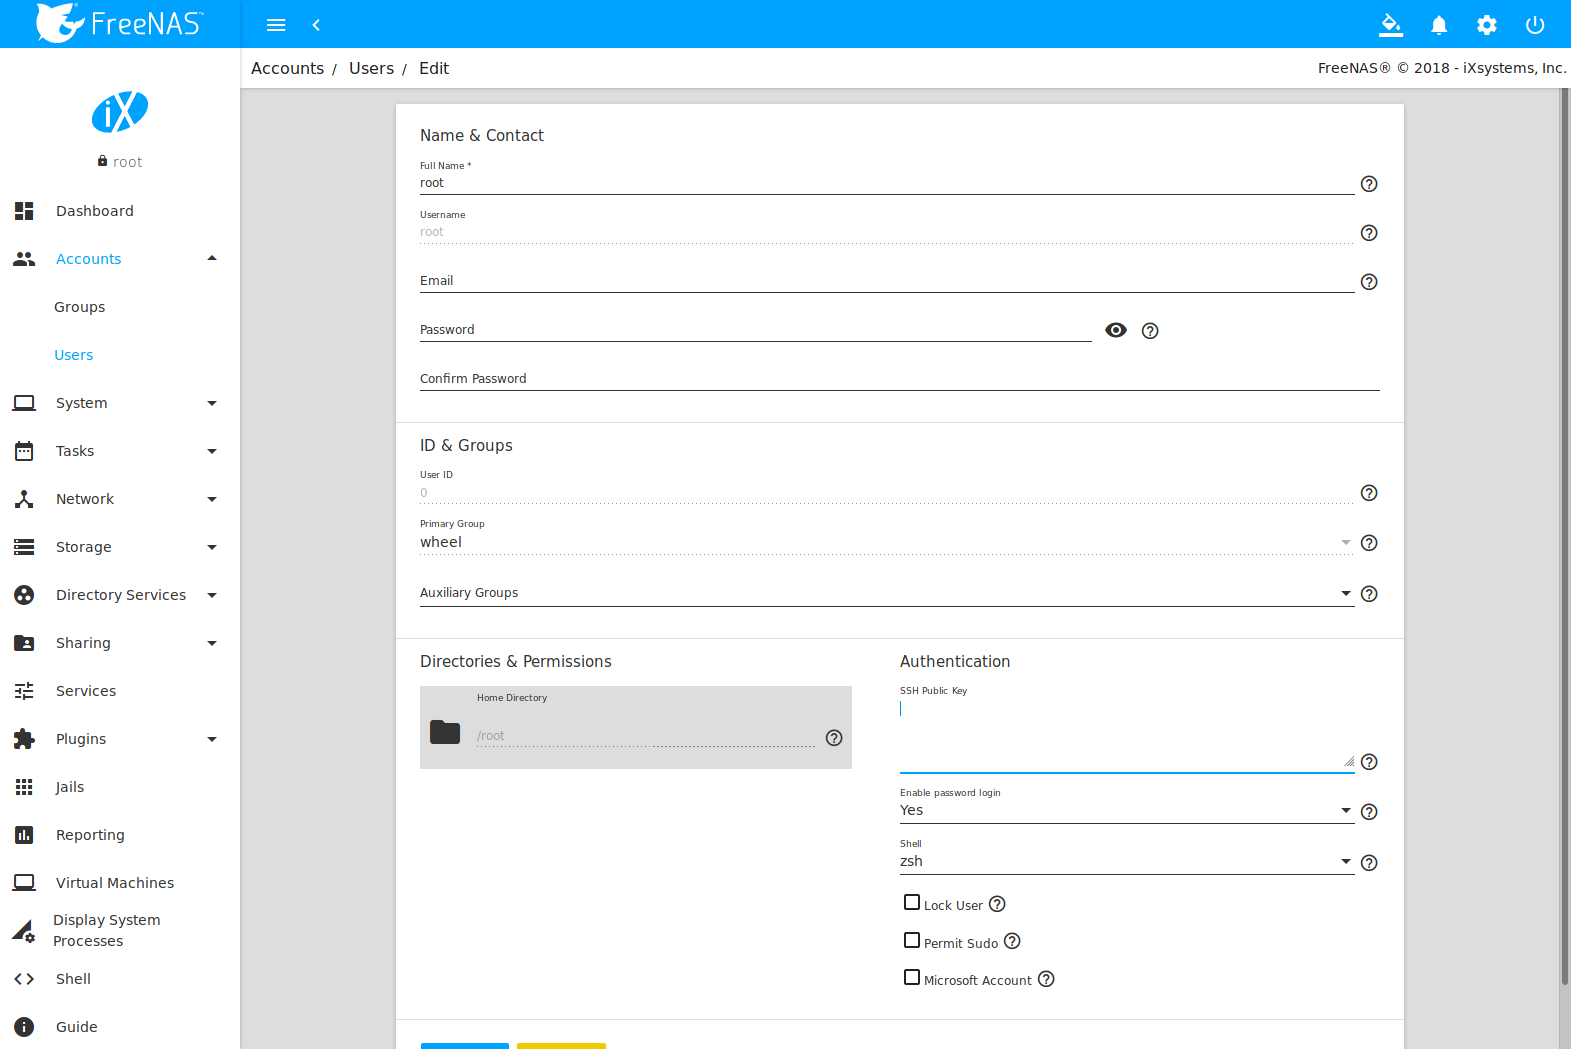 FreeNAS™
Accounts / Users / Edit
FreeNAS® © 2018 - iXsystems, Inc.
iX
root
Dashboard
Accounts
Groups
Users
System
Tasks
Network
Storage
Directory Services
Sharing
Services
Plugins
Jails
Reporting
Virtual Machines
Display System
Processes
Shell
Guide
Name & Contact
Full Name *
root
Username
root
Email
Password
Confirm Password
ID & Groups
User ID
0
Primary Group
wheel
Auxiliary Groups
Directories & Permissions
Home Directory
/root
Authentication
SSH Public Key
Enable password login
Yes
Shell
zsh
Lock User
Permit Sudo
Microsoft Account